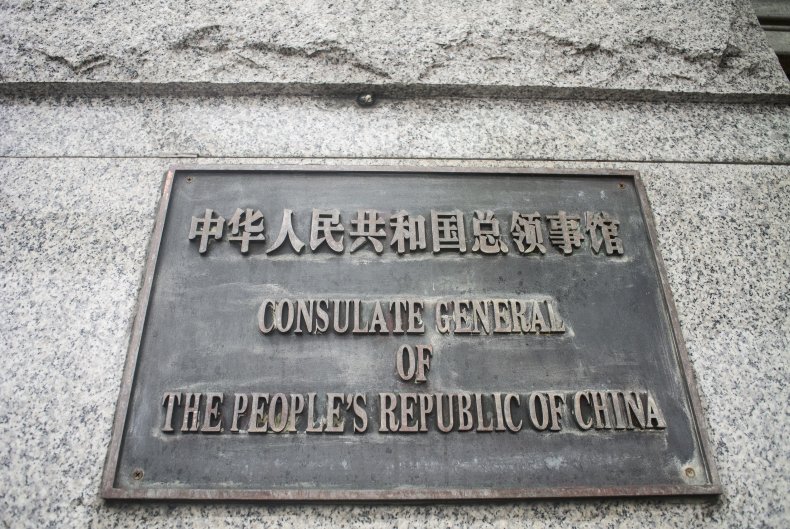 中华人民共和国总领事馆
CONSULATE GENERAL
OF
THE PEOPLE'S REPUBLIC OF CHINA